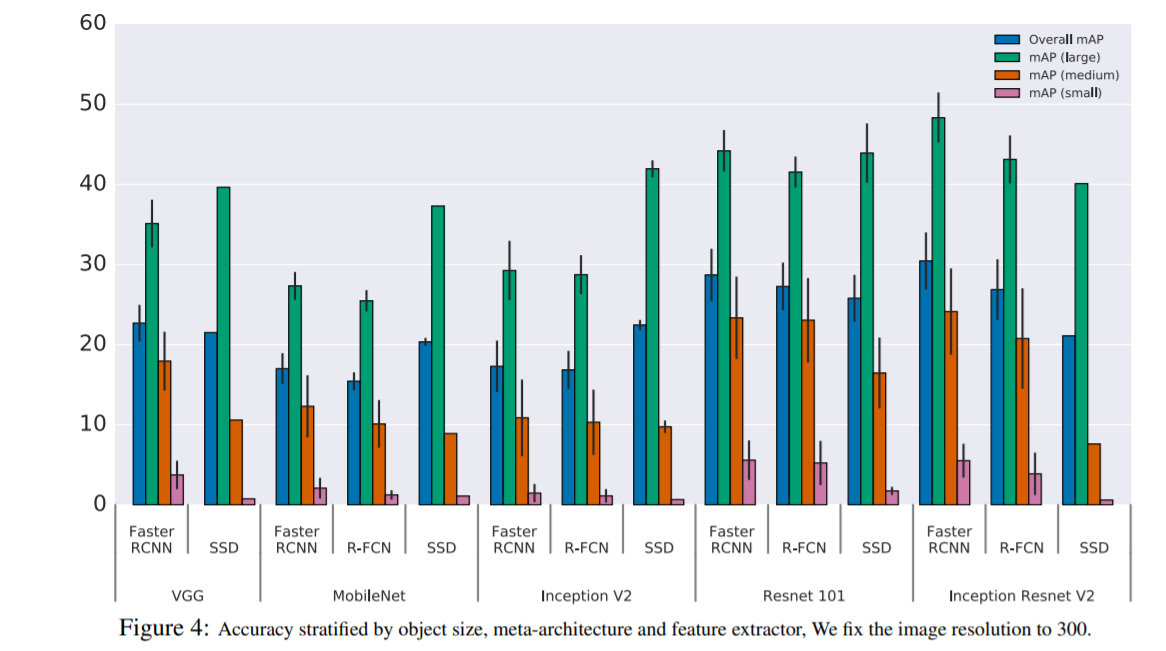 60
50
40
30
20
10
0
Overall mAP
mAP (large)
mAP (medium)
mAP (small)
Faster
RCNN
SSD
Faster
RCNN
R-FCN
SSD
Faster
RCNN
R-FCN
SSD
Faster
RCNN
R-FCN
SSD
Faster
RCNN
R-FCN
SSD
VGG
MobileNet
Inception V2
Resnet 101
Inception Resnet V2
Figure 4: Accuracy stratified by object size, meta-architecture and feature extractor, We fix the image resolution to 300.